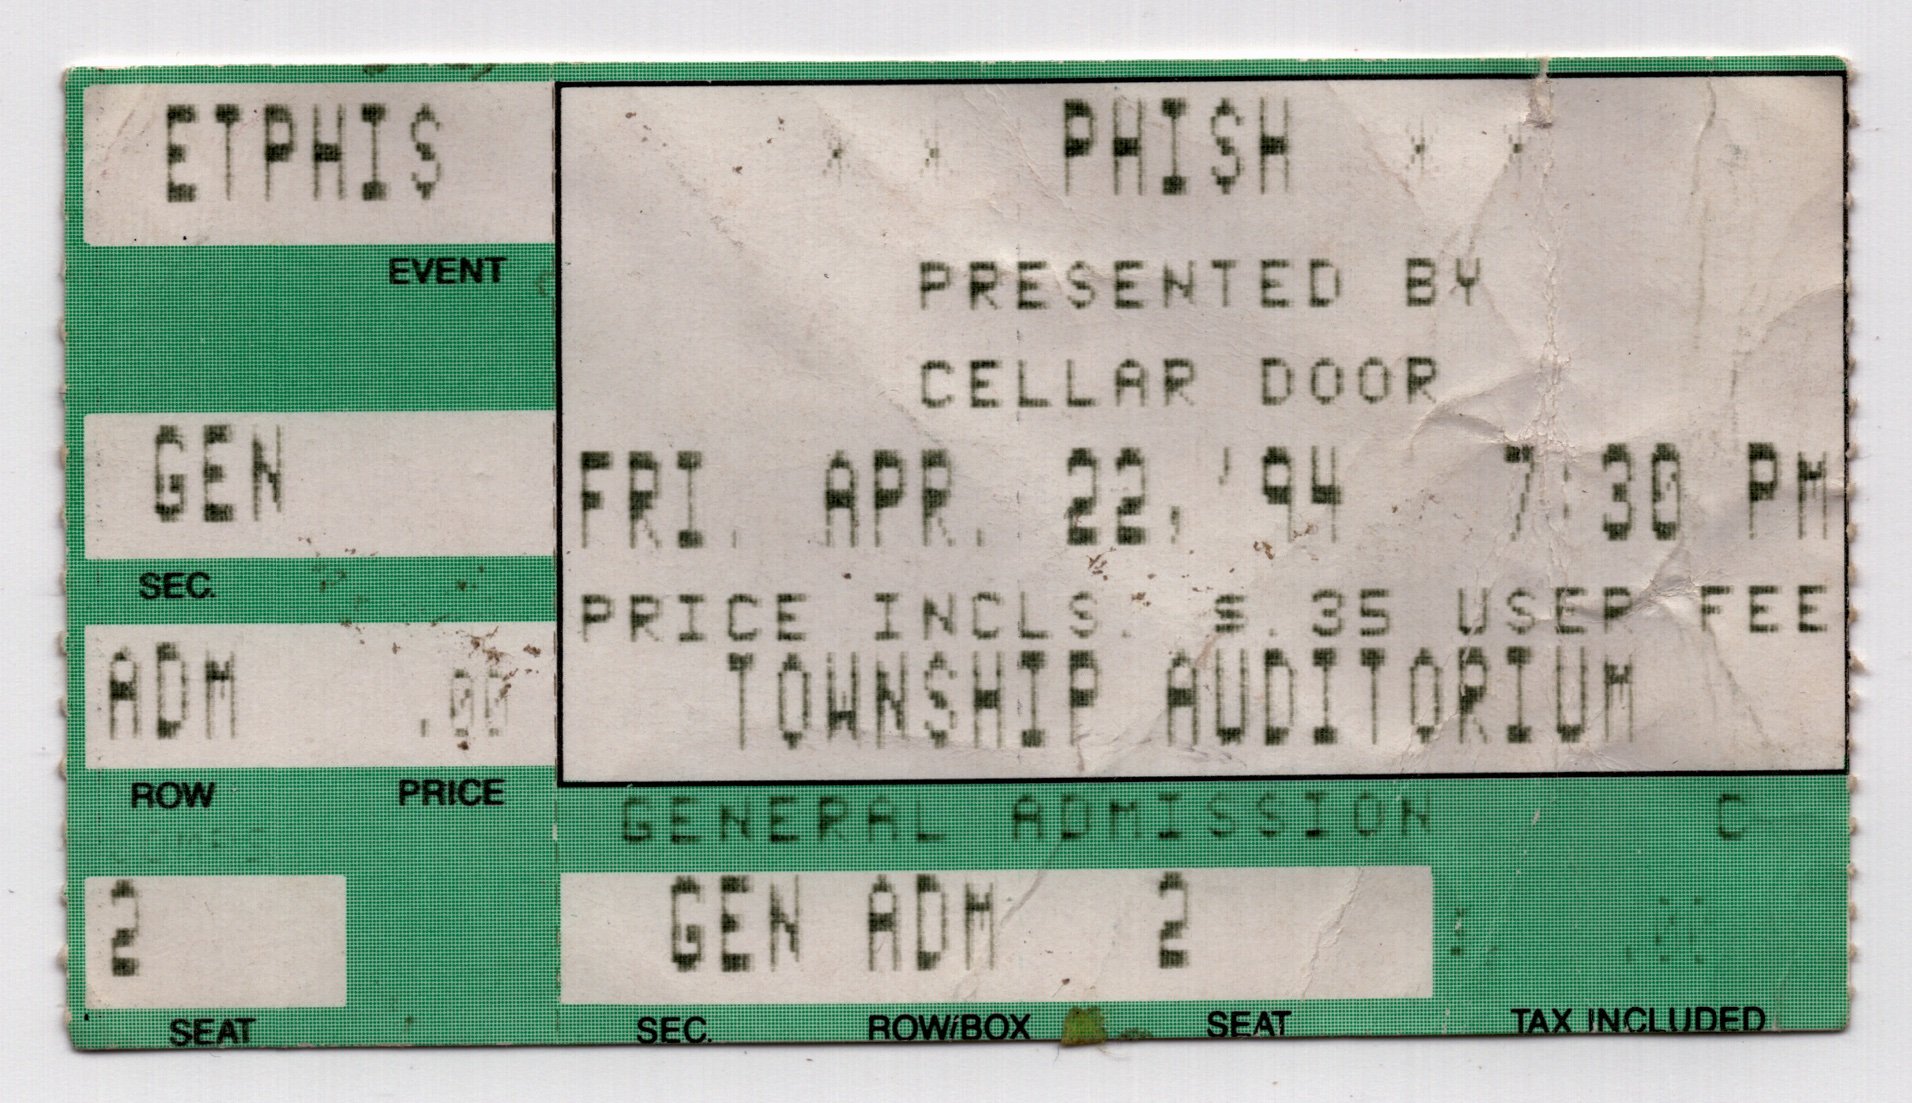 ETPHIS
EVENT
GEN
SEC.
ADM .00
ROW PRICE
COMPS
2
SEAT
* * PHISH * *
PRESENTED BY
CELLAR DOOR
FRI. APR. 22, '94 7:30 PM
PRICE INCLS. $.35 USER FEE
TOWNSHIP AUDITORIUM
GENERAL ADMISSION C
GEN ADM 2
SEC. ROW/BOX SEAT TAX INCLUDED